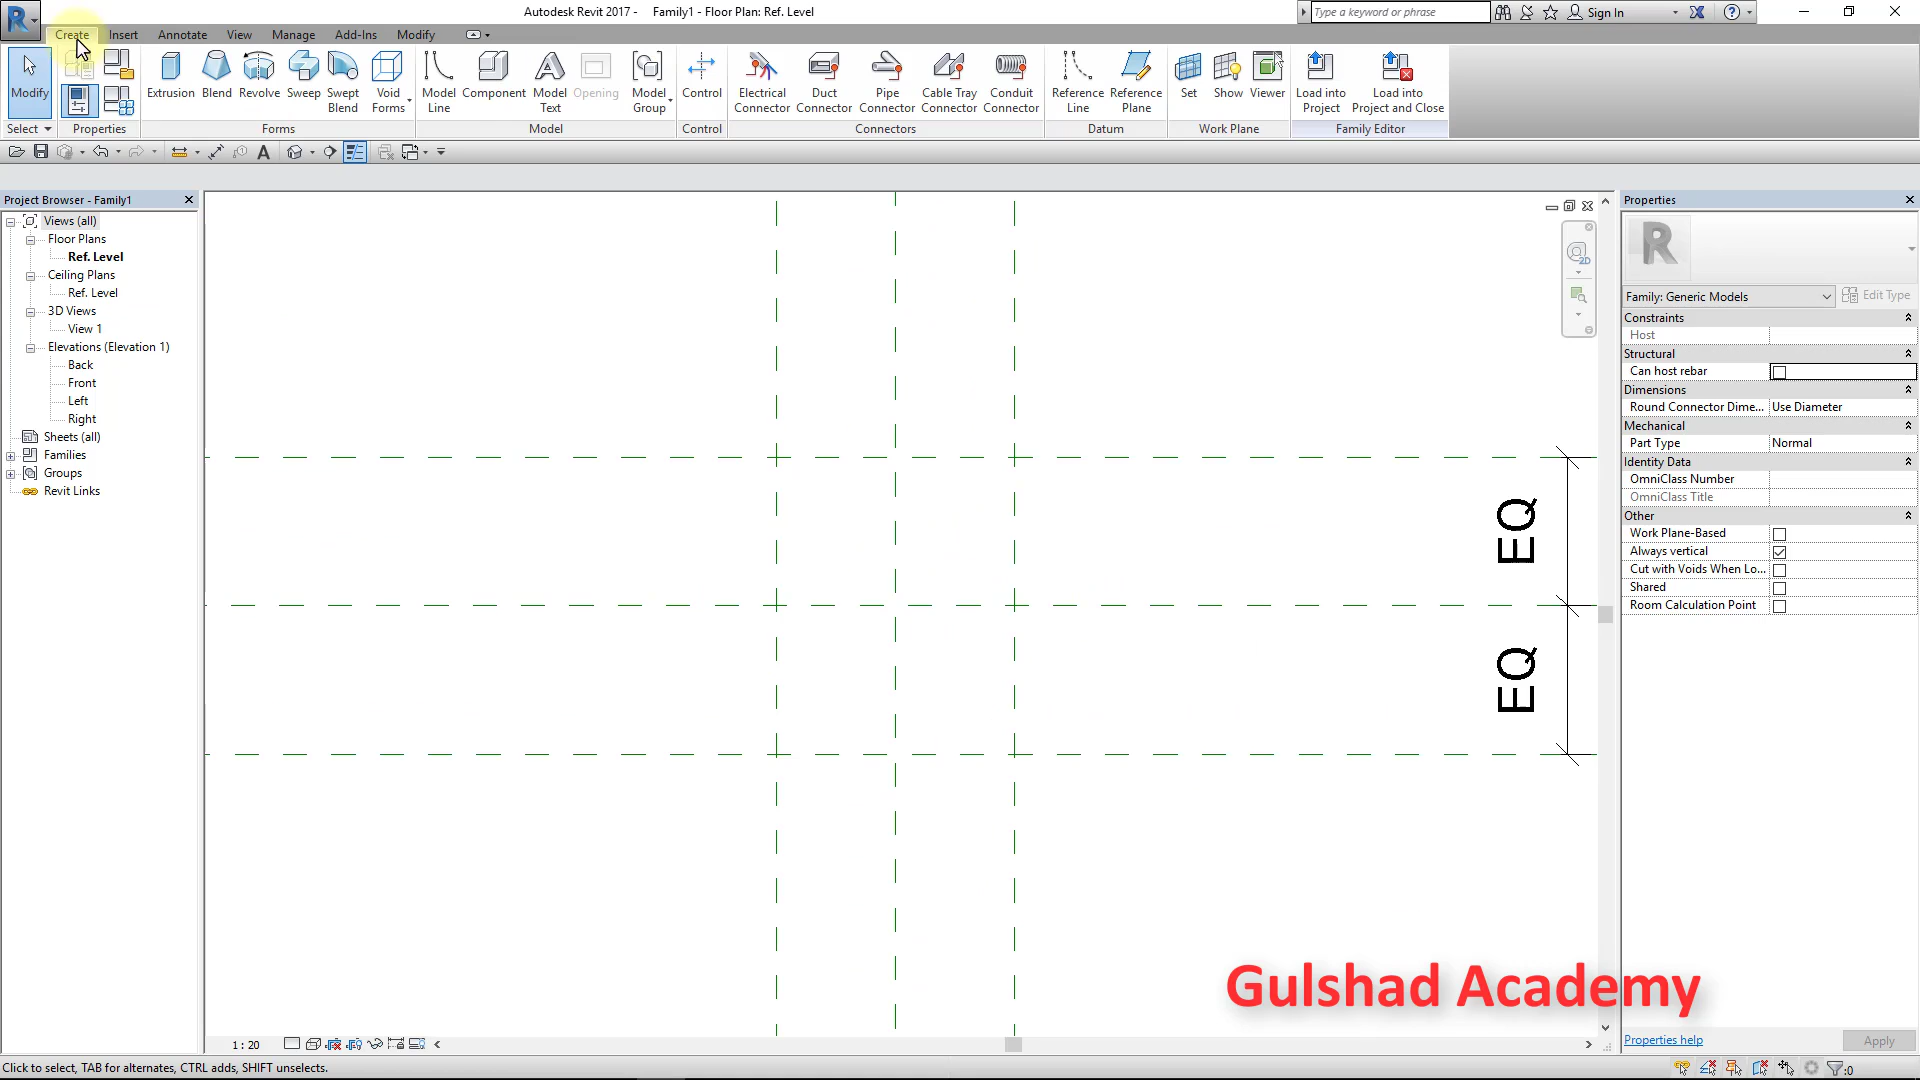 Autodesk Revit 2017 - Family1 - Floor Plan: Ref. Level
Type a keyword or phrase
Sign In
Create Insert Annotate View Manage Add-Ins Modify
Modify
Extrusion Blend Revolve Sweep Swept Blend Void Forms
Model Line Component Model Text Opening Model Group
Control
Electrical Connector Duct Connector Pipe Connector Cable Tray Connector Conduit Connector
Reference Line Reference Plane
Set Show Viewer
Load into Project Load into Project and Close
Select Properties Forms Model Control Connectors Datum Work Plane Family Editor
Project Browser - Family1
Views (all)
Floor Plans
Ref. Level
Ceiling Plans
Ref. Level
3D Views
View 1
Elevations (Elevation 1)
Back
Front
Left
Right
Sheets (all)
Families
Groups
Revit Links
2D
EQ
EQ
Properties
Family: Generic Models
Edit Type
Constraints
Host
Structural
Can host rebar
Dimensions
Round Connector Dime... Use Diameter
Mechanical
Part Type Normal
Identity Data
OmniClass Number
OmniClass Title
Other
Work Plane-Based
Always vertical
Cut with Voids When Lo...
Shared
Room Calculation Point
Gulshad Academy
Properties help
Apply
1 : 20
Click to select, TAB for alternates, CTRL adds, SHIFT unselects.
:0